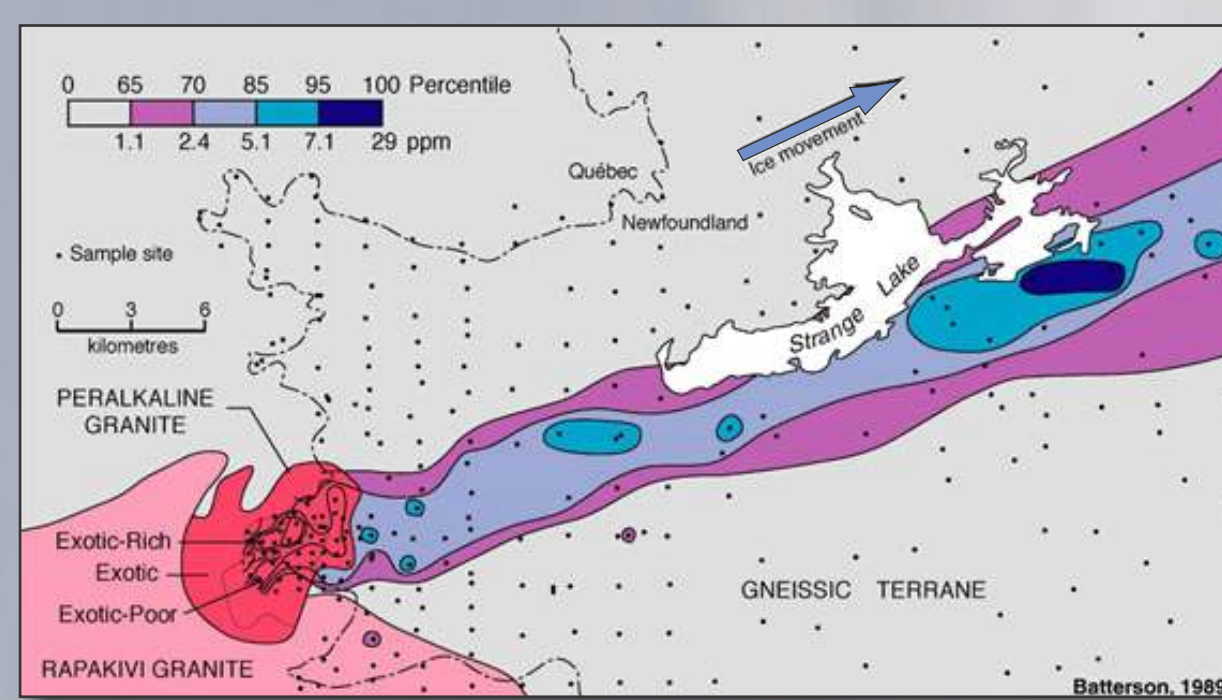 0 65 70 85 95 100 Percentile
1.1 2.4 5.1 7.1 29 ppm
Ice movement
Québec
Newfoundland
Sample site
0 3 6
kilometres
Strange Lake
PERALKALINE
GRANITE
Exotic-Rich
Exotic
Exotic-Poor
GNEISSIC TERRANE
RAPAKIVI GRANITE
Batterson, 1989